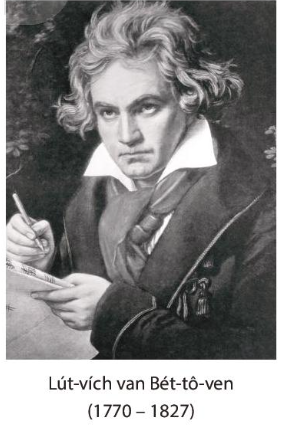 Lút-vích van Bét-tô-ven
(1770 – 1827)